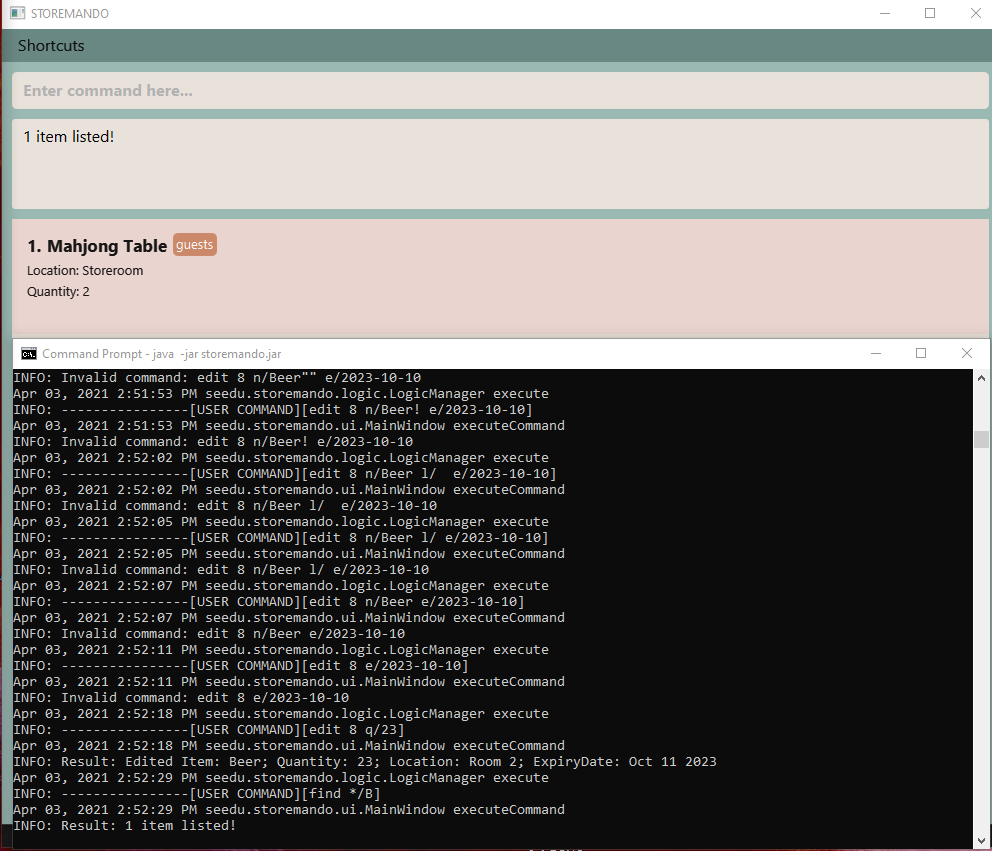 STOREMANDO
Shortcuts
Enter command here...
1 item listed!
1. Mahjong Table guests
Location: Storeroom
Quantity: 2
Command Prompt - java  -jar storemando.jar
INFO: Invalid command: edit 8 n/Beer"" e/2023-10-10
Apr 03, 2021 2:51:53 PM seedu.storemando.logic.LogicManager execute
INFO: ----------------[USER COMMAND][edit 8 n/Beer! e/2023-10-10]
Apr 03, 2021 2:51:53 PM seedu.storemando.ui.MainWindow executeCommand
INFO: Invalid command: edit 8 n/Beer! e/2023-10-10
Apr 03, 2021 2:52:02 PM seedu.storemando.logic.LogicManager execute
INFO: ----------------[USER COMMAND][edit 8 n/Beer l/  e/2023-10-10]
Apr 03, 2021 2:52:02 PM seedu.storemando.ui.MainWindow executeCommand
INFO: Invalid command: edit 8 n/Beer l/  e/2023-10-10
Apr 03, 2021 2:52:05 PM seedu.storemando.logic.LogicManager execute
INFO: ----------------[USER COMMAND][edit 8 n/Beer l/ e/2023-10-10]
Apr 03, 2021 2:52:05 PM seedu.storemando.ui.MainWindow executeCommand
INFO: Invalid command: edit 8 n/Beer l/ e/2023-10-10
Apr 03, 2021 2:52:07 PM seedu.storemando.logic.LogicManager execute
INFO: ----------------[USER COMMAND][edit 8 n/Beer e/2023-10-10]
Apr 03, 2021 2:52:07 PM seedu.storemando.ui.MainWindow executeCommand
INFO: Invalid command: edit 8 n/Beer e/2023-10-10
Apr 03, 2021 2:52:11 PM seedu.storemando.logic.LogicManager execute
INFO: ----------------[USER COMMAND][edit 8 e/2023-10-10]
Apr 03, 2021 2:52:11 PM seedu.storemando.ui.MainWindow executeCommand
INFO: Invalid command: edit 8 e/2023-10-10
Apr 03, 2021 2:52:18 PM seedu.storemando.logic.LogicManager execute
INFO: ----------------[USER COMMAND][edit 8 q/23]
Apr 03, 2021 2:52:18 PM seedu.storemando.ui.MainWindow executeCommand
INFO: Result: Edited Item: Beer; Quantity: 23; Location: Room 2; ExpiryDate: Oct 11 2023
Apr 03, 2021 2:52:29 PM seedu.storemando.logic.LogicManager execute
INFO: ----------------[USER COMMAND][find */B]
Apr 03, 2021 2:52:29 PM seedu.storemando.ui.MainWindow executeCommand
INFO: Result: 1 item listed!